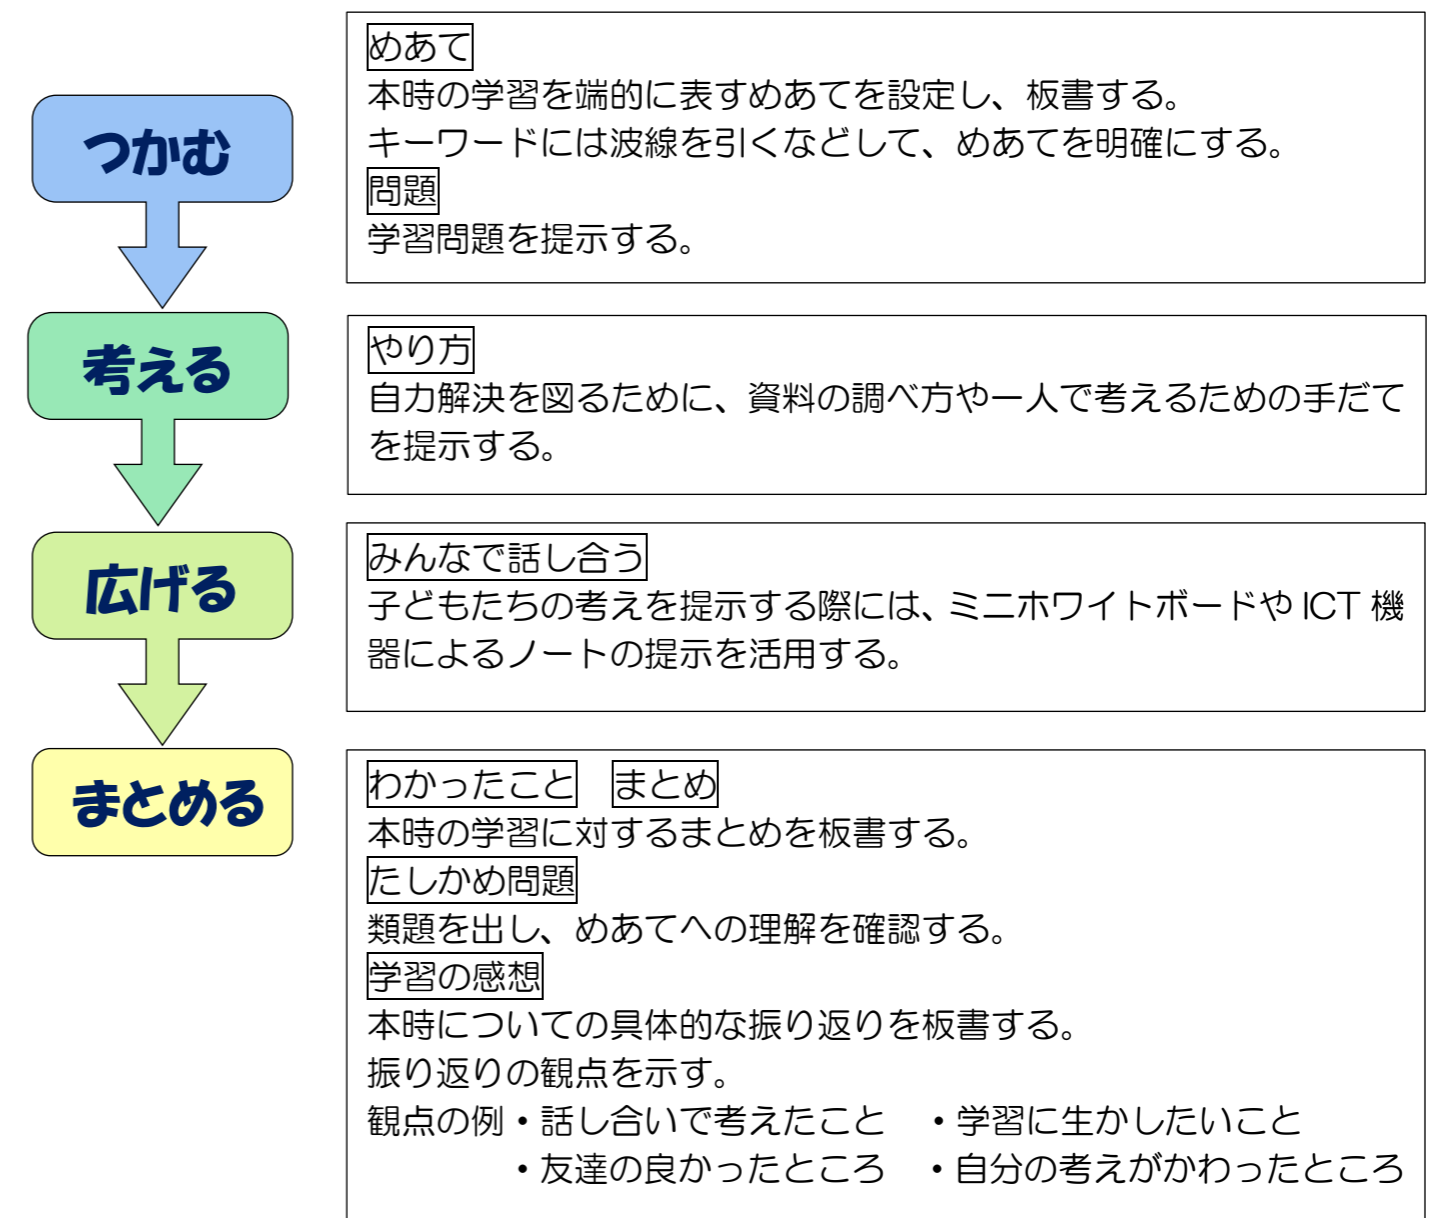 つかむ
めあて
本時の学習を端的に表すめあてを設定し、板書する。
キーワードには波線を引くなどして、めあてを明確にする。
問題
学習問題を提示する。
考える
やり方
自力解決を図るために、資料の調べ方や一人で考えるための手だて
を提示する。
広げる
みんなで話し合う
子どもたちの考えを提示する際には、ミニホワイトボードや ICT 機
器によるノートの提示を活用する。
まとめる
わかったこと　まとめ
本時の学習に対するまとめを板書する。
たしかめ問題
類題を出し、めあてへの理解を確認する。
学習の感想
本時についての具体的な振り返りを板書する。
振り返りの観点を示す。
観点の例・話し合いで考えたこと　・学習に生かしたいこと
・友達の良かったところ　・自分の考えがかわったところ